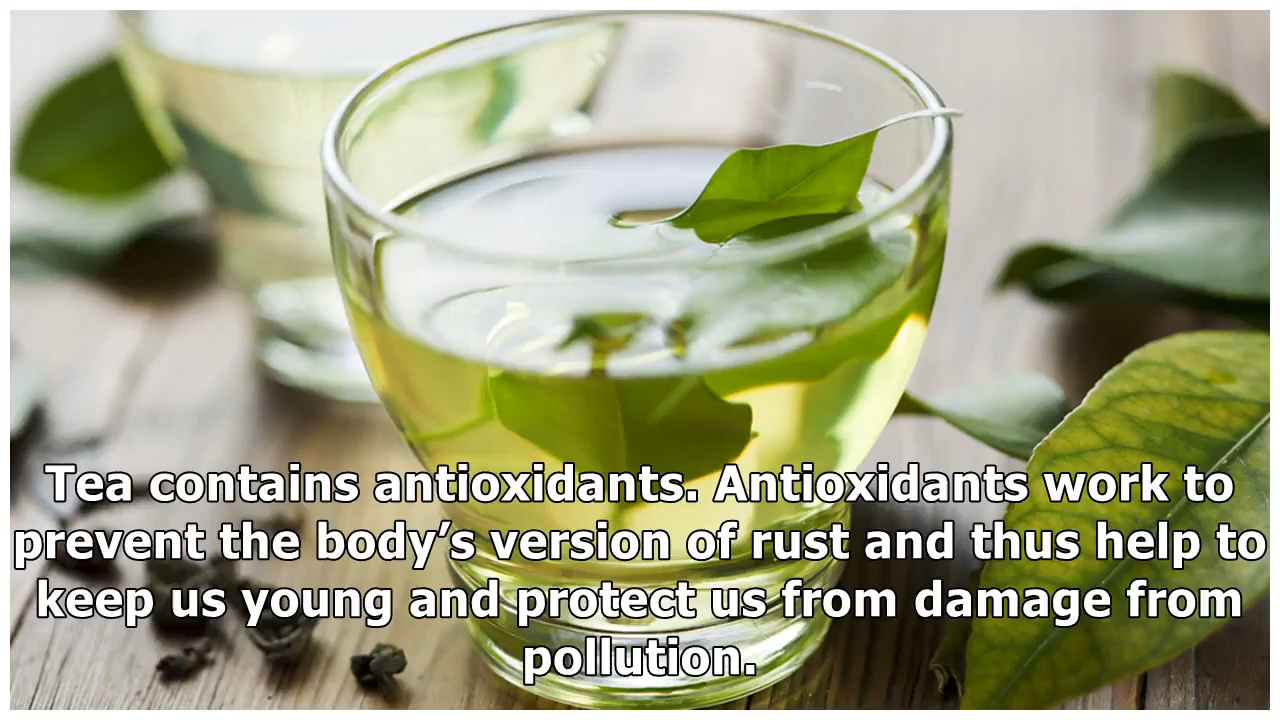 Tea contains antioxidants. Antioxidants work to
prevent the body’s version of rust and thus help to
keep us young and protect us from damage from
pollution.